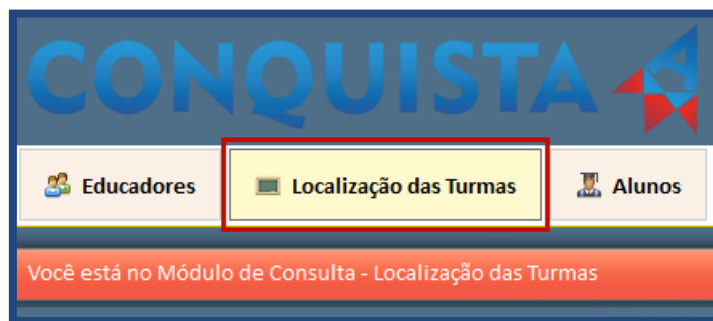 CONQUISTA
Educadores Localização das Turmas Alunos
Você está no Módulo de Consulta - Localização das Turmas